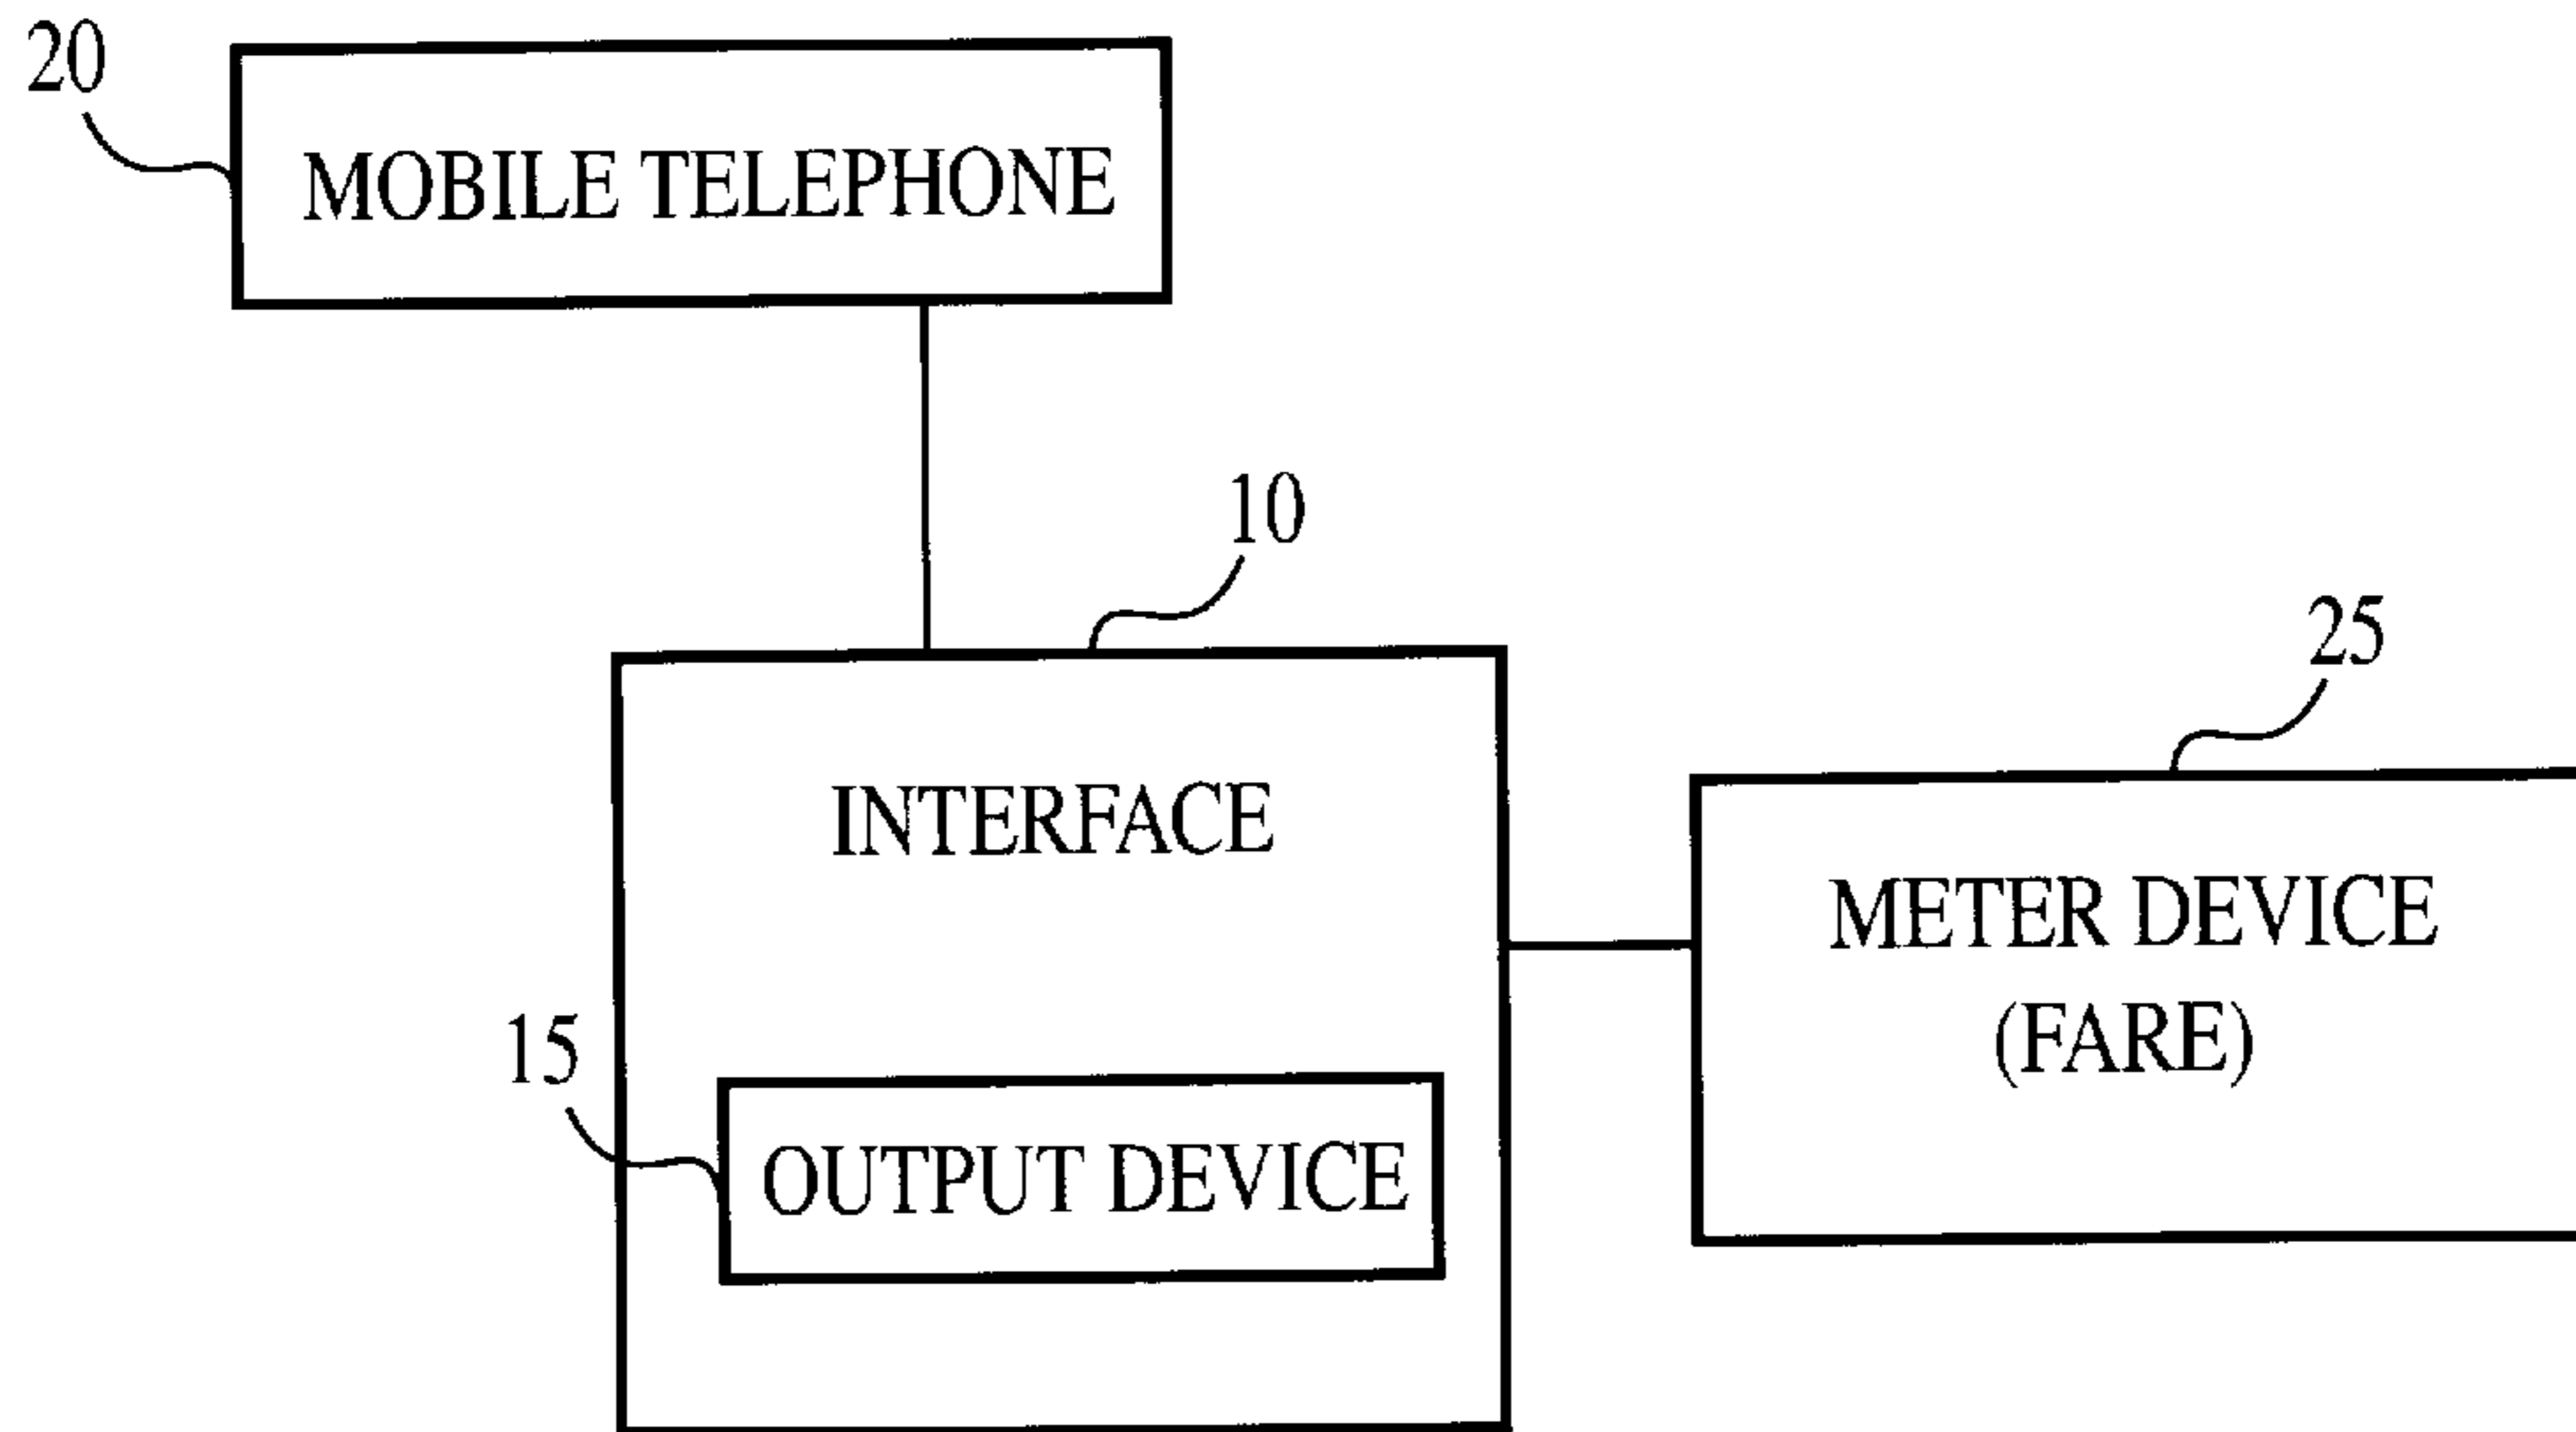 20
MOBILE TELEPHONE
10
25
INTERFACE
METER DEVICE
(FARE)
15
OUTPUT DEVICE